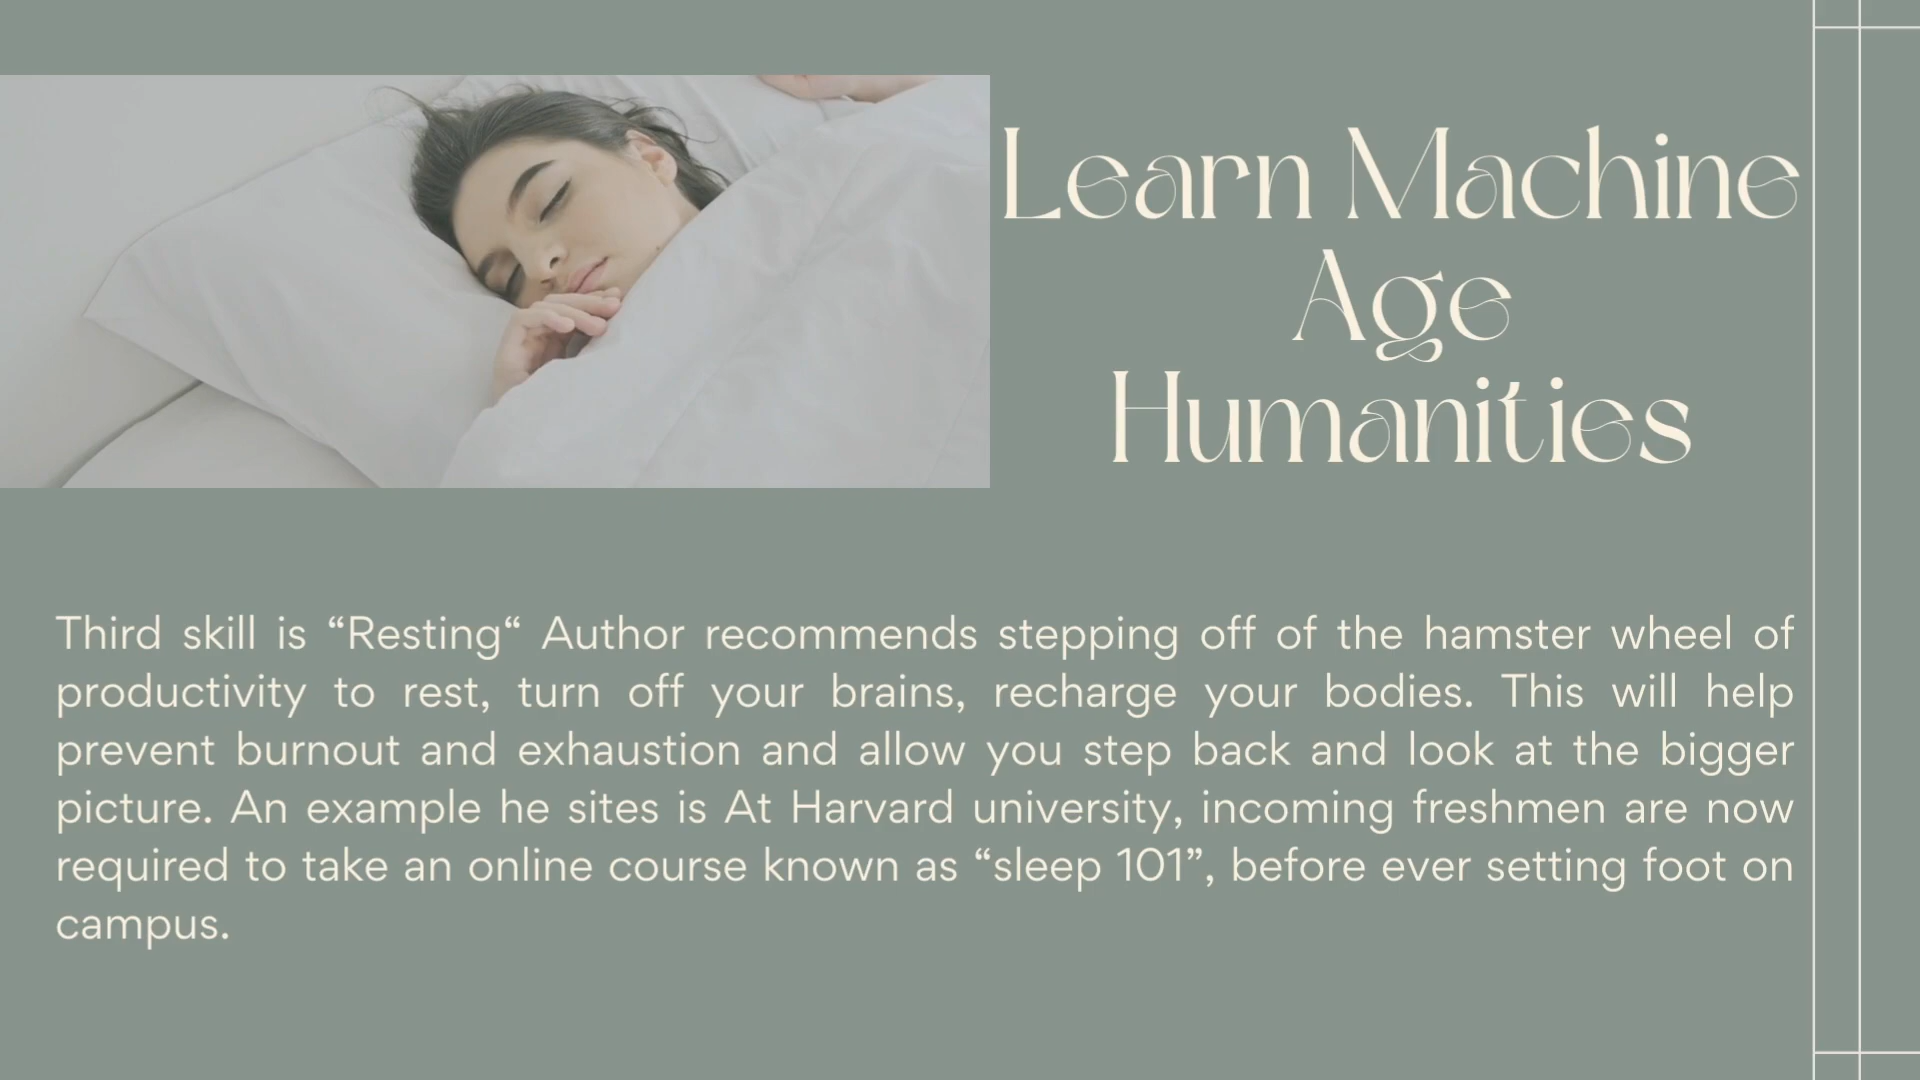 Learn Machine
Age
Humanities
Third skill is “Resting“ Author recommends stepping off of the hamster wheel of
productivity to rest, turn off your brains, recharge your bodies. This will help
prevent burnout and exhaustion and allow you step back and look at the bigger
picture. An example he sites is At Harvard university, incoming freshmen are now
required to take an online course known as “sleep 101”, before ever setting foot on
campus.